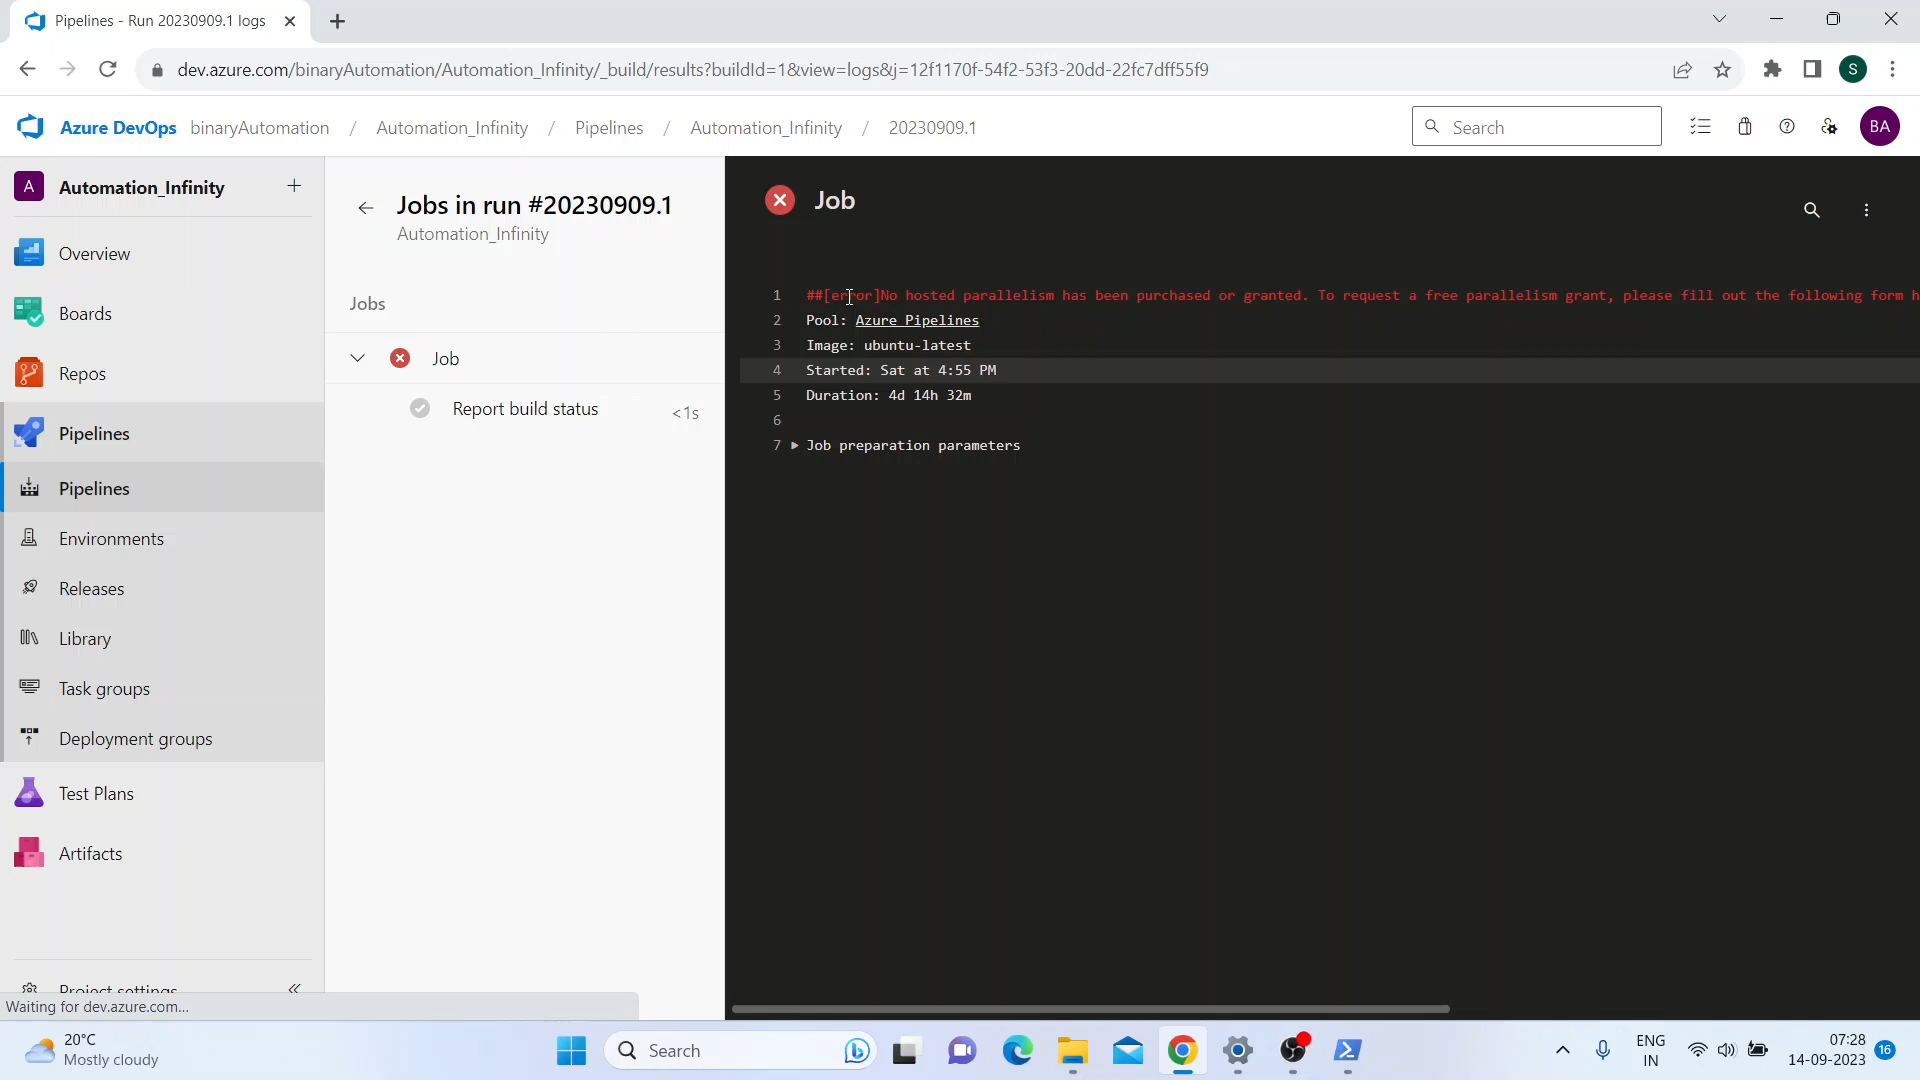 Pipelines - Run 20230909.1 logs
dev.azure.com/binaryAutomation/Automation_Infinity/_build/results?buildId=1&view=logs&j=12f1170f-54f2-53f3-20dd-22fc7dff55f9
S
Azure DevOps binaryAutomation / Automation_Infinity / Pipelines / Automation_Infinity / 20230909.1
Search
BA
A Automation_Infinity
Overview
Boards
Repos
Pipelines
Pipelines
Environments
Releases
Library
Task groups
Deployment groups
Test Plans
Artifacts
Project settings
Waiting for dev.azure.com...
Jobs in run #20230909.1
Automation_Infinity
Jobs
Job
Report build status <1s
Job
1 ##[error]No hosted parallelism has been purchased or granted. To request a free parallelism grant, please fill out the following form h
2 Pool: Azure Pipelines
3 Image: ubuntu-latest
4 Started: Sat at 4:55 PM
5 Duration: 4d 14h 32m
6
7 Job preparation parameters
20°C
Mostly cloudy
Search
ENG
IN
07:28
14-09-2023
16